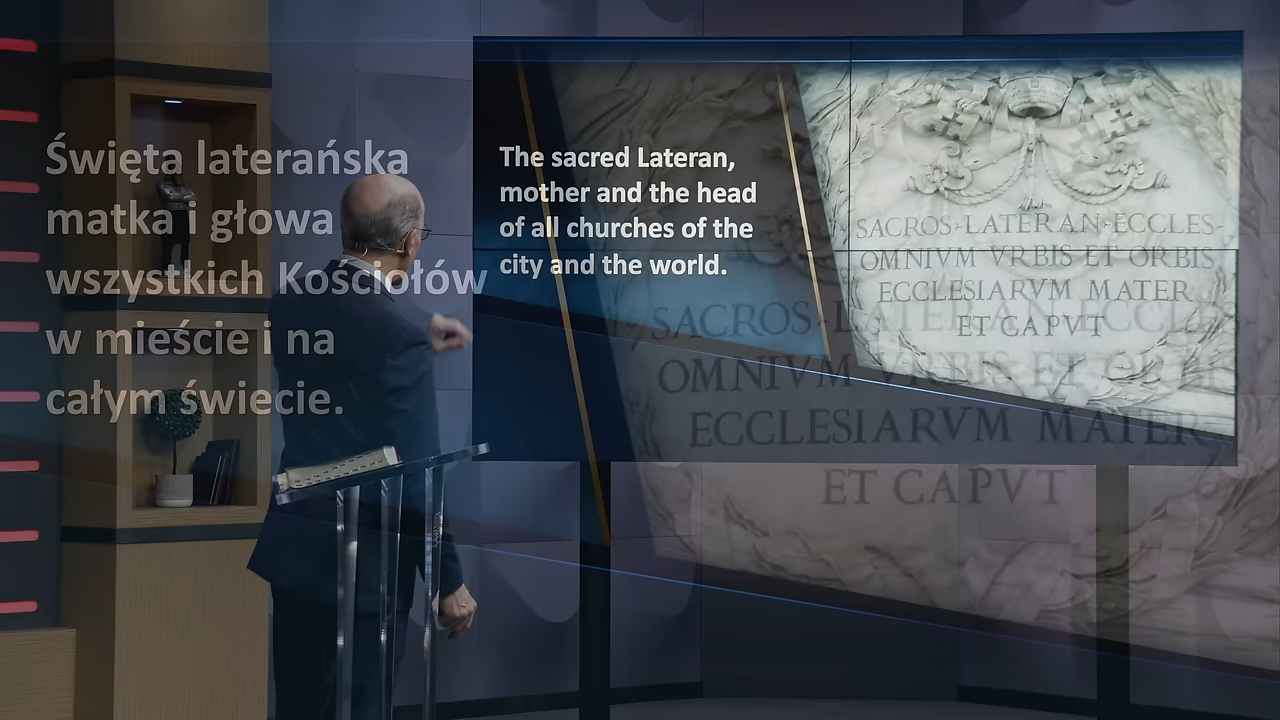 Święta laterańska
matka i głowa
wszystkich Kościołów
w mieście i na
całym świecie.
The sacred Lateran,
mother and the head
of all churches of the
city and the world.
SACROS·LATERAN·ECCLES·
OMNIVM VRBIS ET ORBIS
ECCLESIARVM MATER
ET CAPVT
SACROS·LATERAN·ECCLES·
OMNIVM VRBIS ET ORBIS
ECCLESIARVM MATER
ET CAPVT